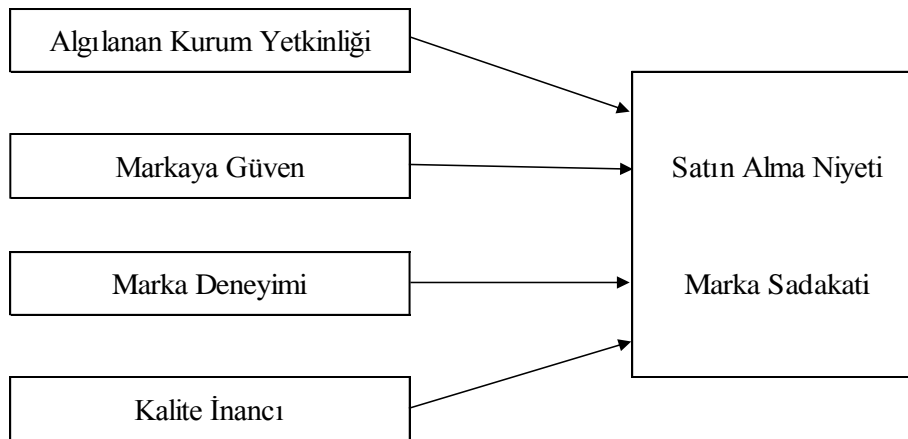 Algılanan Kurum Yetkinliği
Markaya Güven
Marka Deneyimi
Kalite İnancı
Satın Alma Niyeti
Marka Sadakati